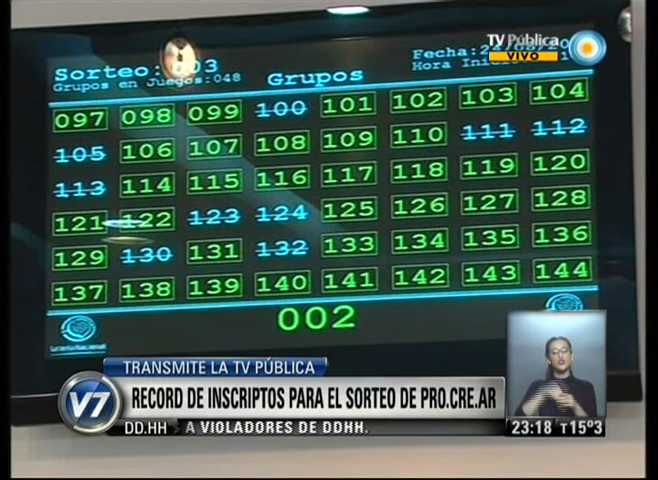 TV Pública
VIVO
Sorteo: 003
Grupos en Juegos:048
Grupos
Fecha:
Hora
097 098 099 100 101 102 103 104
105 106 107 108 109 110 111 112
113 114 115 116 117 118 119 120
121 122 123 124 125 126 127 128
129 130 131 132 133 134 135 136
137 138 139 140 141 142 143 144
002
Lotería Nacional
TRANSMITE LA TV PÚBLICA
V7
RECORD DE INSCRIPTOS PARA EL SORTEO DE PRO.CRE.AR
DD.HH A VIOLADORES DE DDHH.
23:18 T15°3